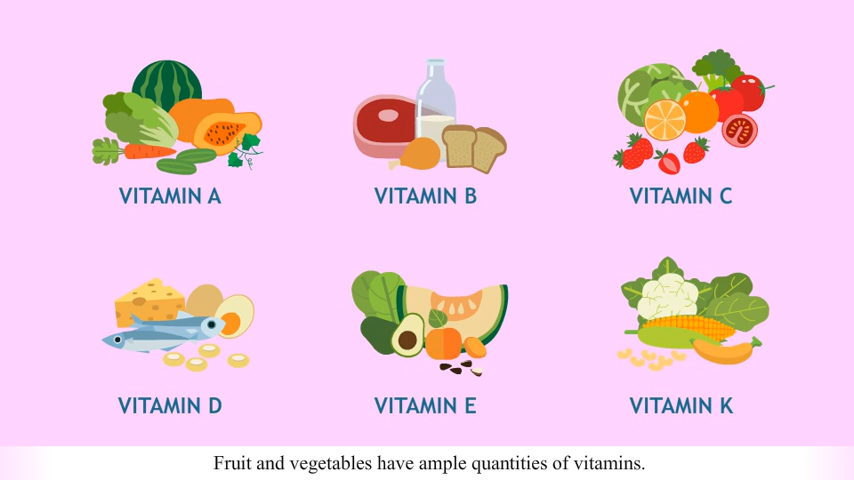 VITAMIN A
VITAMIN B
VITAMIN C
VITAMIN D
VITAMIN E
VITAMIN K
Fruit and vegetables have ample quantities of vitamins.